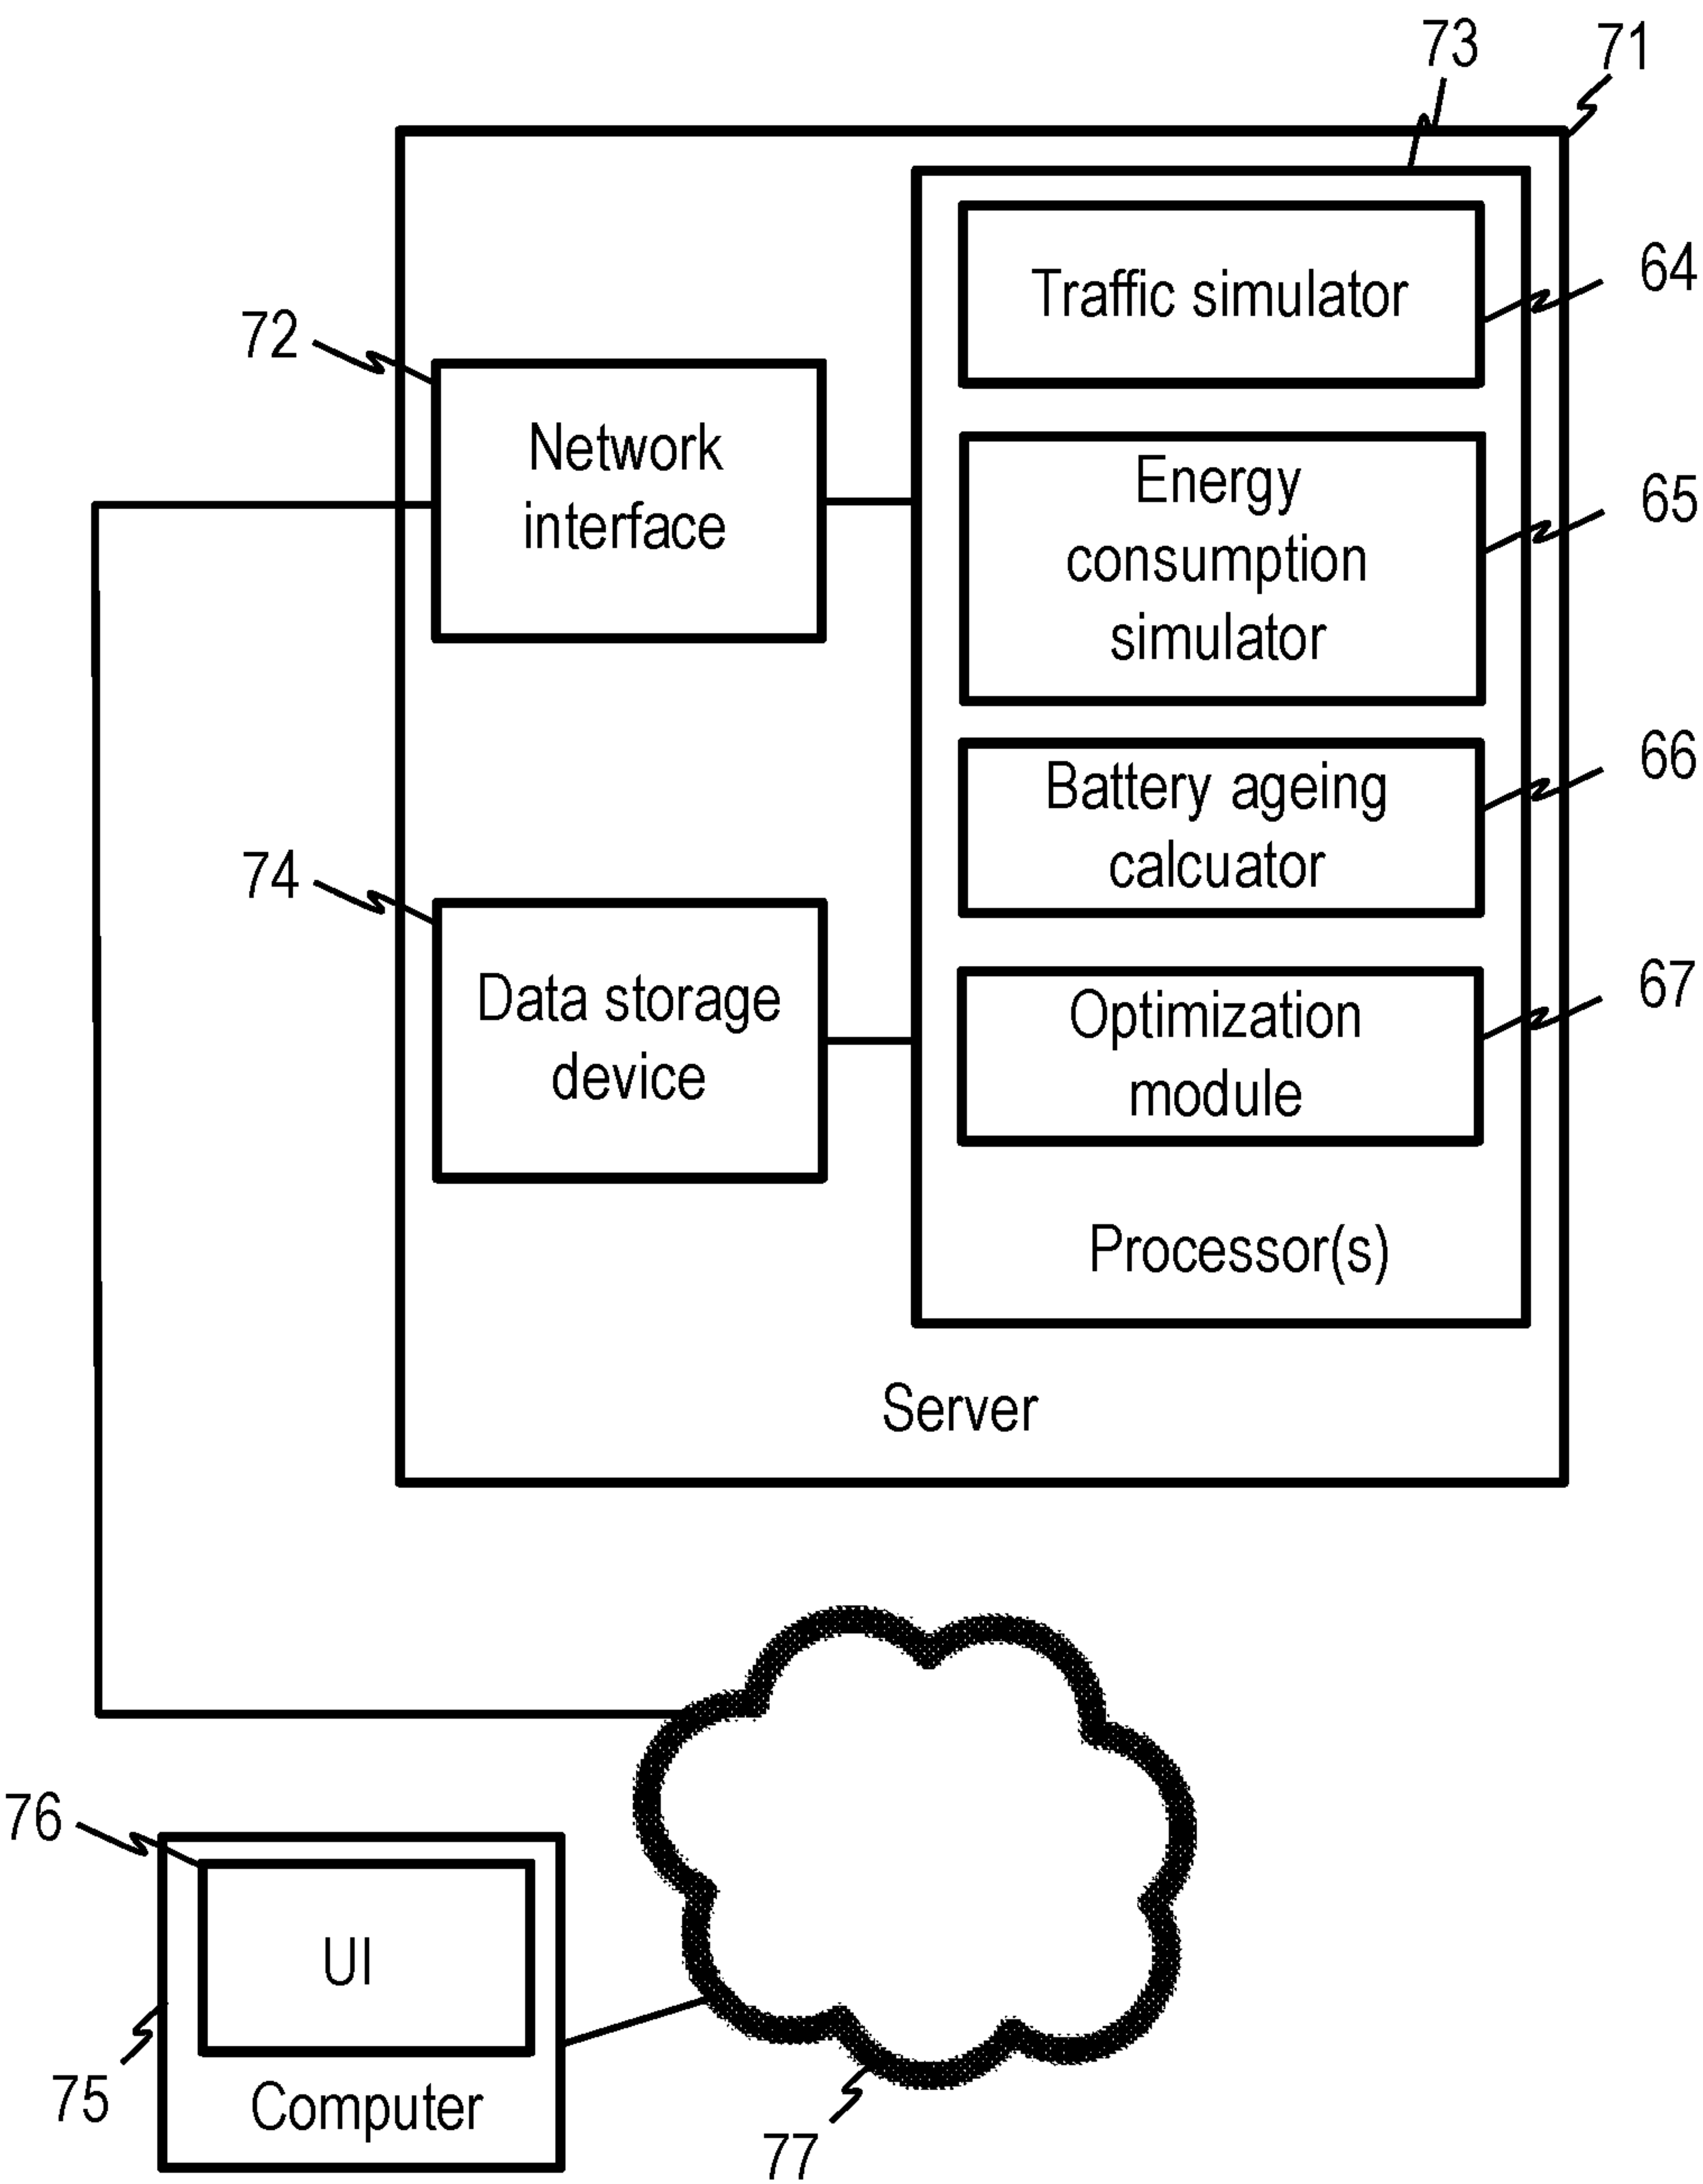 73
71
Traffic simulator
64
72
Network
interface
Energy
consumption
simulator
65
Battery ageing
calcuator
66
74
Data storage
device
Optimization
module
67
Processor(s)
Server
76
UI
75
Computer
77